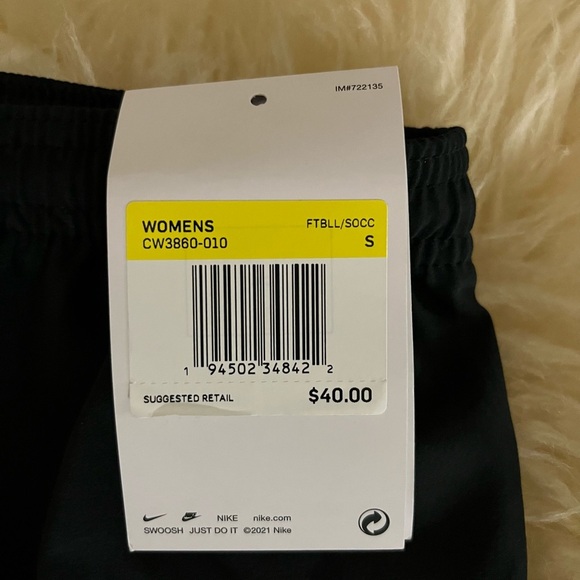 IM#722135
WOMENS FTBLL/SOCC
CW3860-010 S
1 94502 34842 2
SUGGESTED RETAIL $40.00
NIKE nike.com
SWOOSH JUST DO IT ©2021 Nike